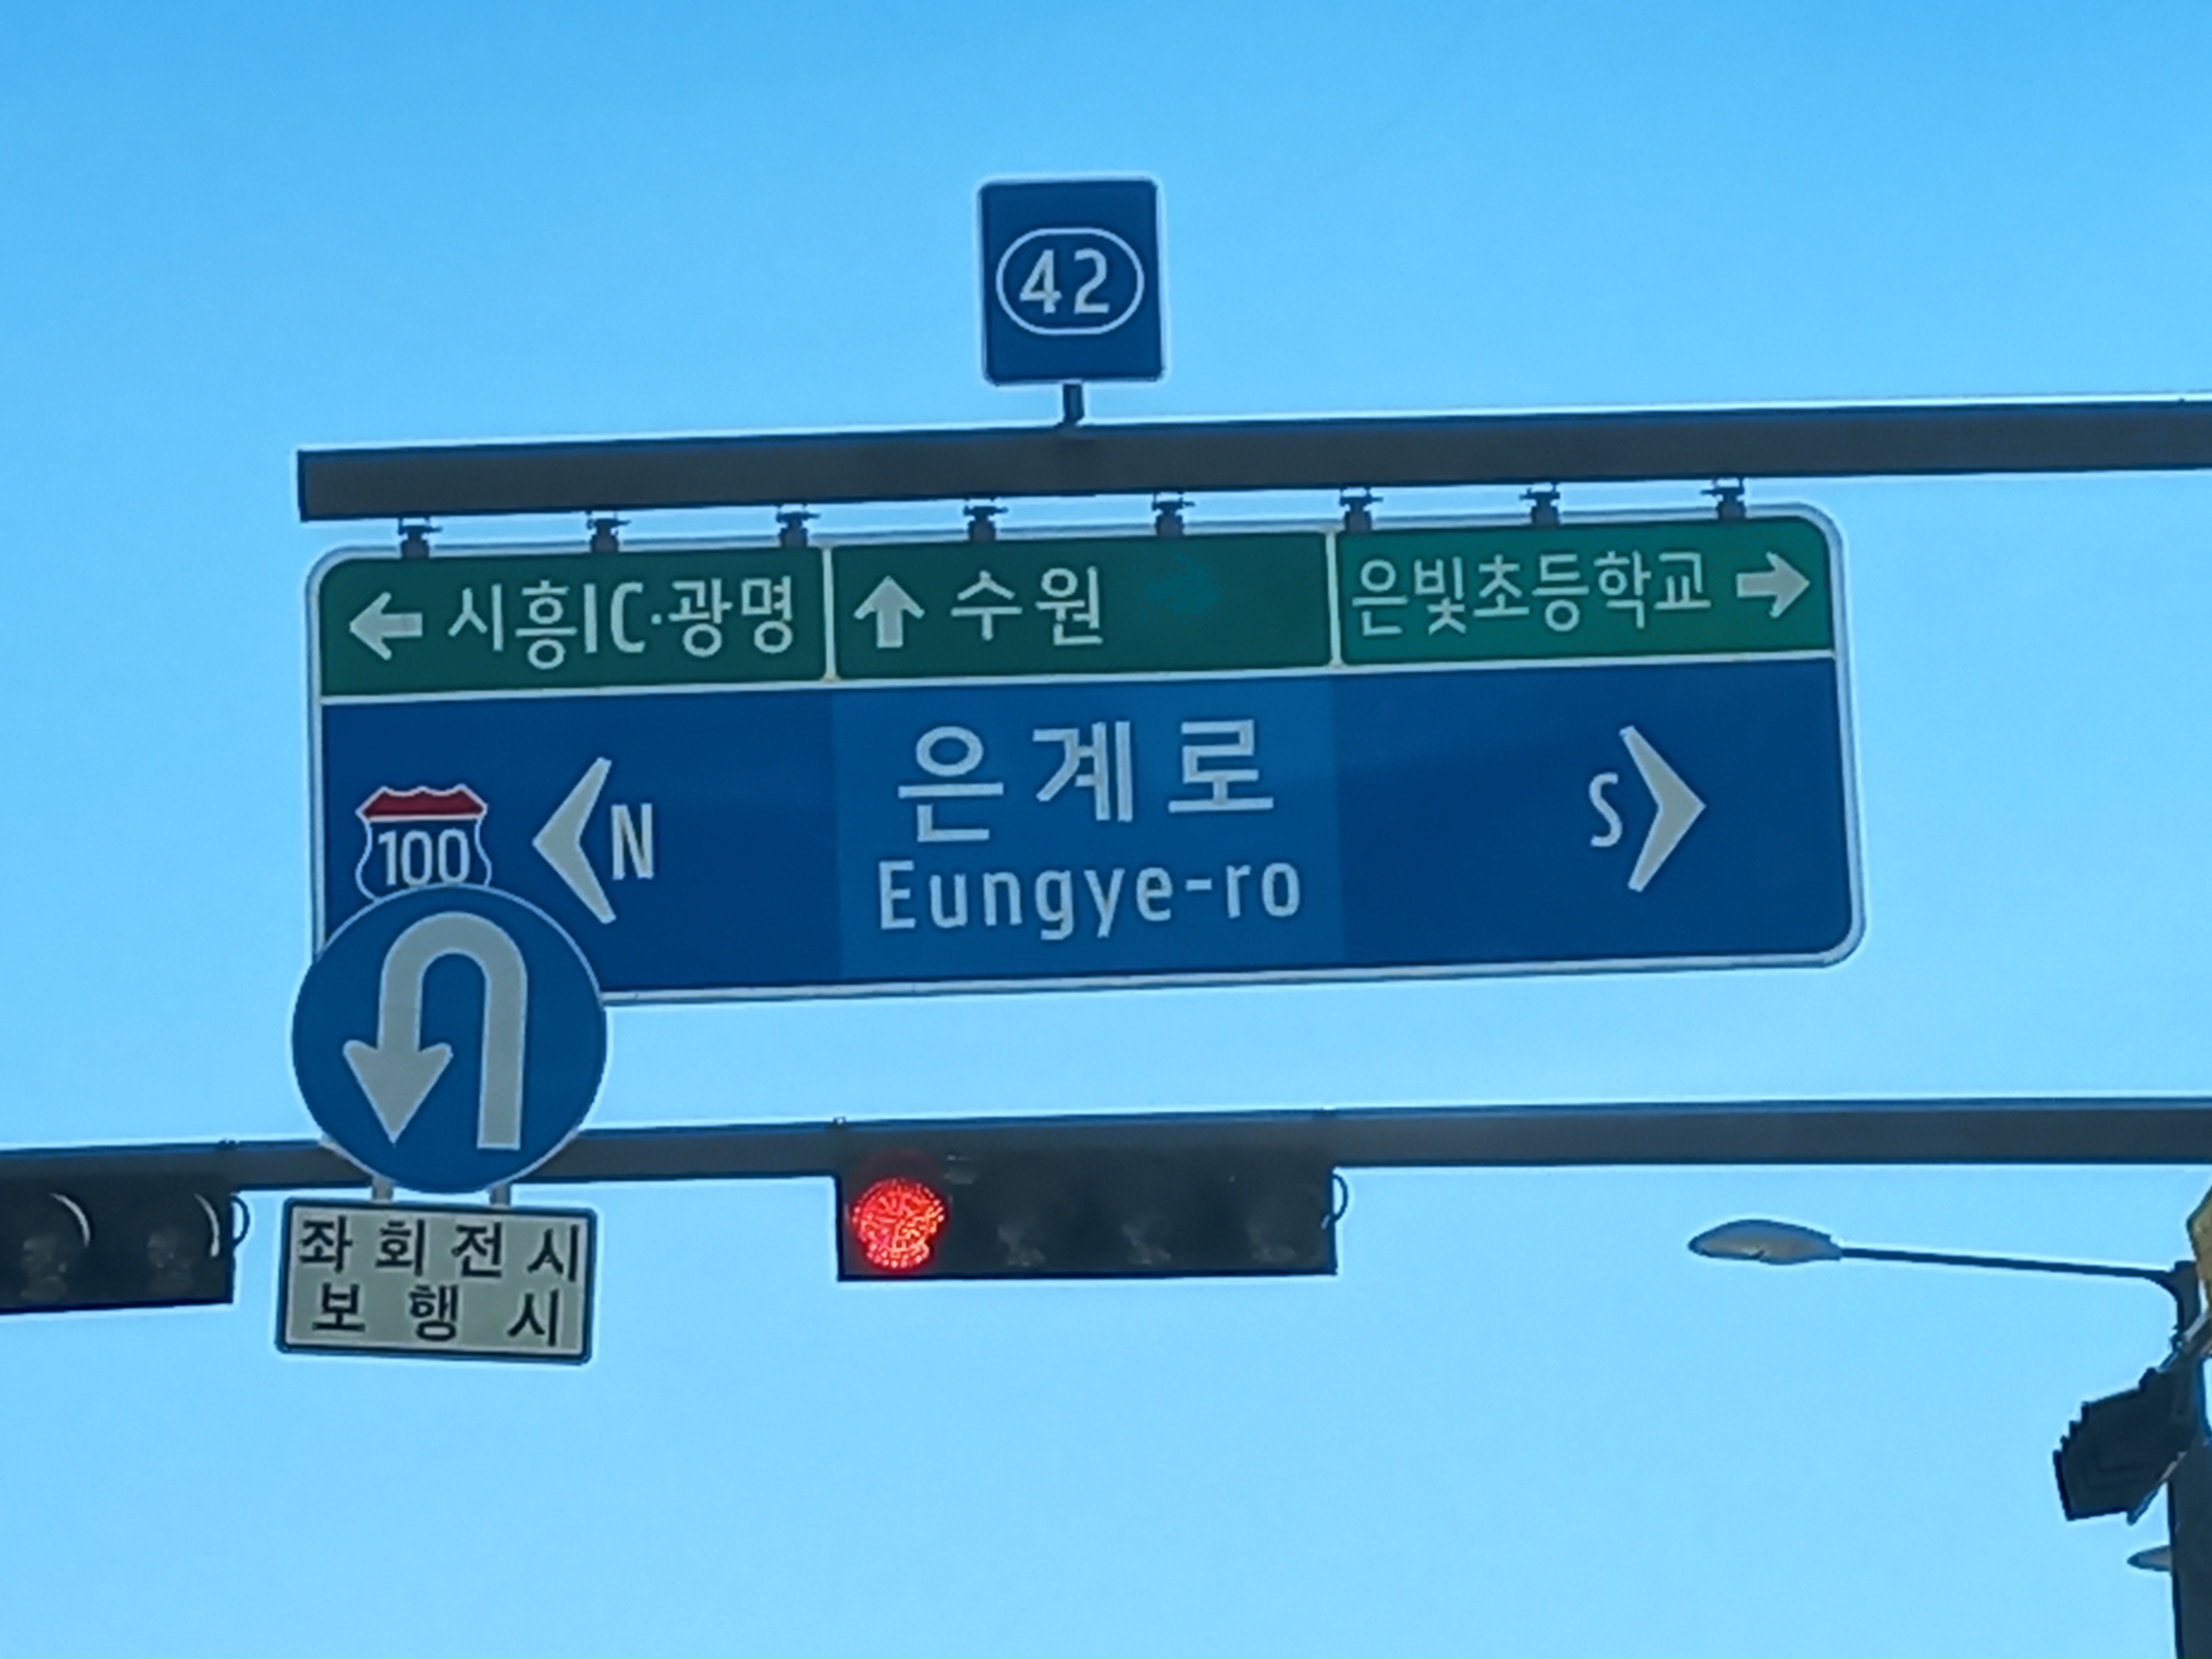 42
시흥IC·광명
수원
은빛초등학교
100
N
은계로
Eungye-ro
S
좌회전시
보행시